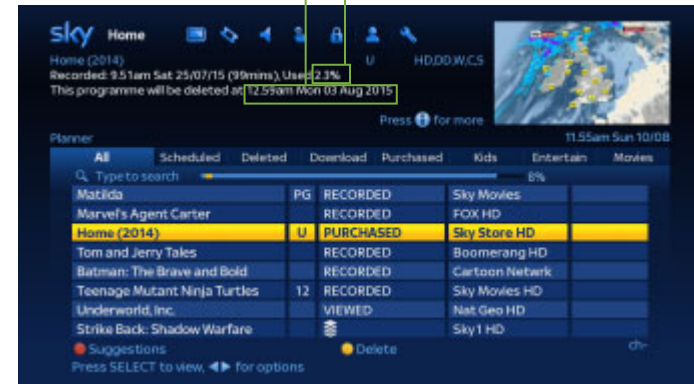 sky Home
Home (2014) U HD,DD,W,C,S
Recorded: 9.51am Sat 25/07/15 (99mins), Used 2.3%
This programme will be deleted at 12.59am Mon 03 Aug 2015
Press i for more
Planner 11.55am Sun 10/08
All Scheduled Deleted Download Purchased Kids Entertain Movies
Type to search 8%
Matilda PG RECORDED Sky Movies
Marvel's Agent Carter RECORDED FOX HD
Home (2014) U PURCHASED Sky Store HD
Tom and Jerry Tales RECORDED Boomerang HD
Batman: The Brave and Bold RECORDED Cartoon Netwrk
Teenage Mutant Ninja Turtles 12 RECORDED Sky Movies HD
Underworld, Inc. VIEWED Nat Geo HD
Strike Back: Shadow Warfare Sky1 HD
Suggestions Delete ch-
Press SELECT to view, for options